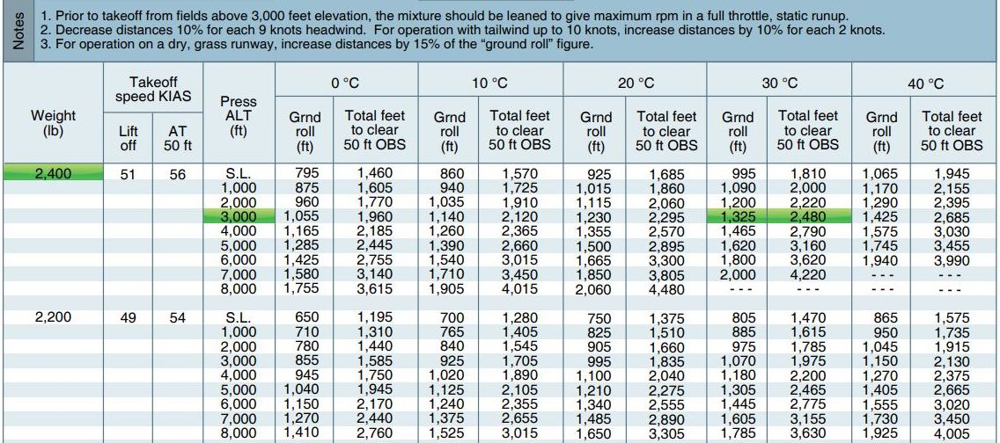 Notes
1. Prior to takeoff from fields above 3,000 feet elevation, the mixture should be leaned to give maximum rpm in a full throttle, static runup.
2. Decrease distances 10% for each 9 knots headwind. For operation with tailwind up to 10 knots, increase distances by 10% for each 2 knots.
3. For operation on a dry, grass runway, increase distances by 15% of the “ground roll” figure.
Weight (lb) Takeoff speed KIAS Press ALT (ft) 0 °C 10 °C 20 °C 30 °C 40 °C
Lift off AT 50 ft Grnd roll (ft) Total feet to clear 50 ft OBS Grnd roll (ft) Total feet to clear 50 ft OBS Grnd roll (ft) Total feet to clear 50 ft OBS Grnd roll (ft) Total feet to clear 50 ft OBS Grnd roll (ft) Total feet to clear 50 ft OBS
2,400 51 56 S.L. 795 1,460 860 1,570 925 1,685 995 1,810 1,065 1,945
1,000 875 1,605 940 1,725 1,015 1,860 1,090 2,000 1,170 2,155
2,000 960 1,770 1,035 1,910 1,115 2,060 1,200 2,220 1,290 2,395
3,000 1,055 1,960 1,140 2,120 1,230 2,295 1,325 2,480 1,425 2,685
4,000 1,165 2,185 1,260 2,365 1,355 2,570 1,465 2,790 1,575 3,030
5,000 1,285 2,445 1,390 2,660 1,500 2,895 1,620 3,160 1,745 3,455
6,000 1,425 2,755 1,540 3,015 1,665 3,300 1,800 3,620 1,940 3,990
7,000 1,580 3,140 1,710 3,450 1,850 3,805 2,000 4,220 - - - - - -
8,000 1,755 3,615 1,905 4,015 2,060 4,480 - - - - - - - - - - - -
2,200 49 54 S.L. 650 1,195 700 1,280 750 1,375 805 1,470 865 1,575
1,000 710 1,310 765 1,405 825 1,510 885 1,615 950 1,735
2,000 780 1,440 840 1,545 905 1,660 975 1,785 1,045 1,915
3,000 855 1,585 925 1,705 995 1,835 1,070 1,975 1,150 2,130
4,000 945 1,750 1,020 1,890 1,100 2,040 1,180 2,200 1,270 2,375
5,000 1,040 1,945 1,125 2,105 1,210 2,275 1,305 2,465 1,405 2,665
6,000 1,150 2,170 1,240 2,355 1,340 2,555 1,445 2,775 1,555 3,020
7,000 1,270 2,440 1,375 2,655 1,485 2,890 1,605 3,155 1,730 3,450
8,000 1,410 2,760 1,525 3,015 1,650 3,305 1,785 3,630 1,925 4,005